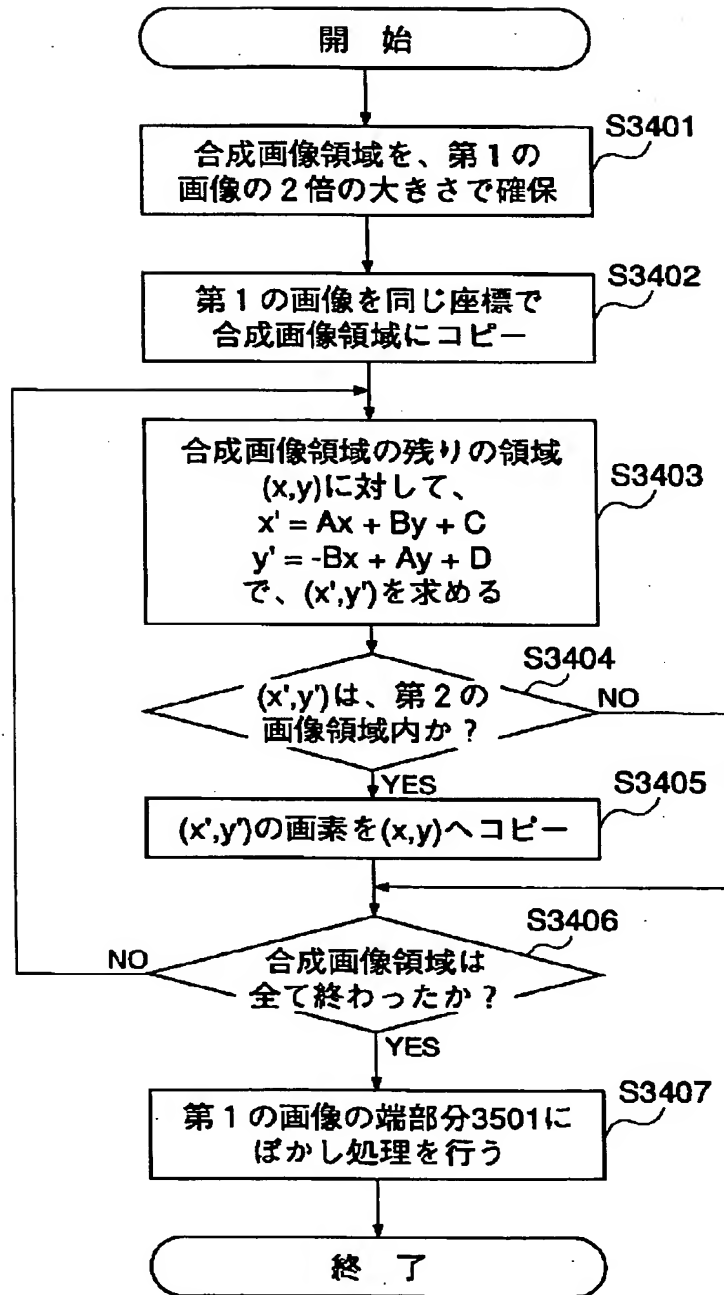 開 始
S3401
合成画像領域を、第1の
画像の2倍の大きさで確保
S3402
第1の画像を同じ座標で
合成画像領域にコピー
S3403
合成画像領域の残りの領域
(x,y)に対して、
x' = Ax + By + C
y' = -Bx + Ay + D
で、(x',y')を求める
S3404
(x',y')は、第2の
画像領域内か?
NO
YES
S3405
(x',y')の画素を(x,y)へコピー
S3406
合成画像領域は
全て終わったか?
NO
YES
S3407
第1の画像の端部分3501に
ぼかし処理を行う
終 了